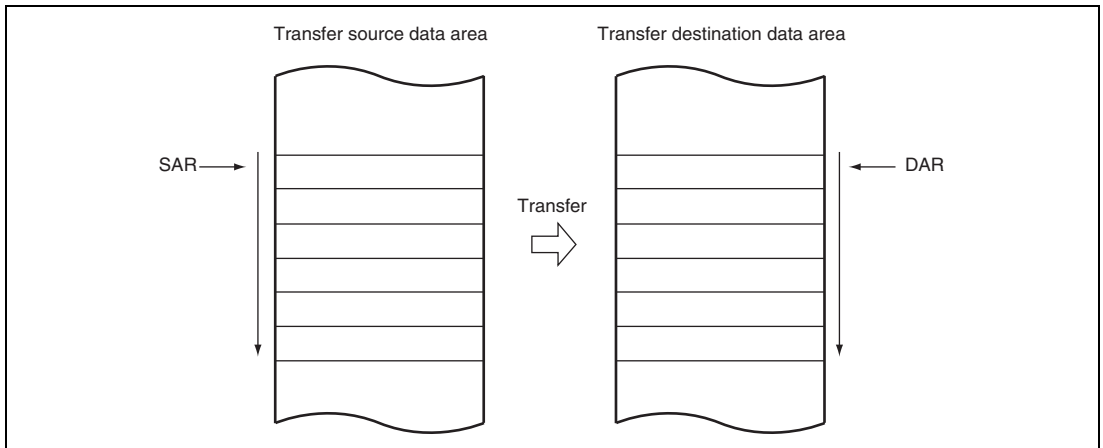 Transfer source data area
Transfer destination data area
SAR
DAR
Transfer